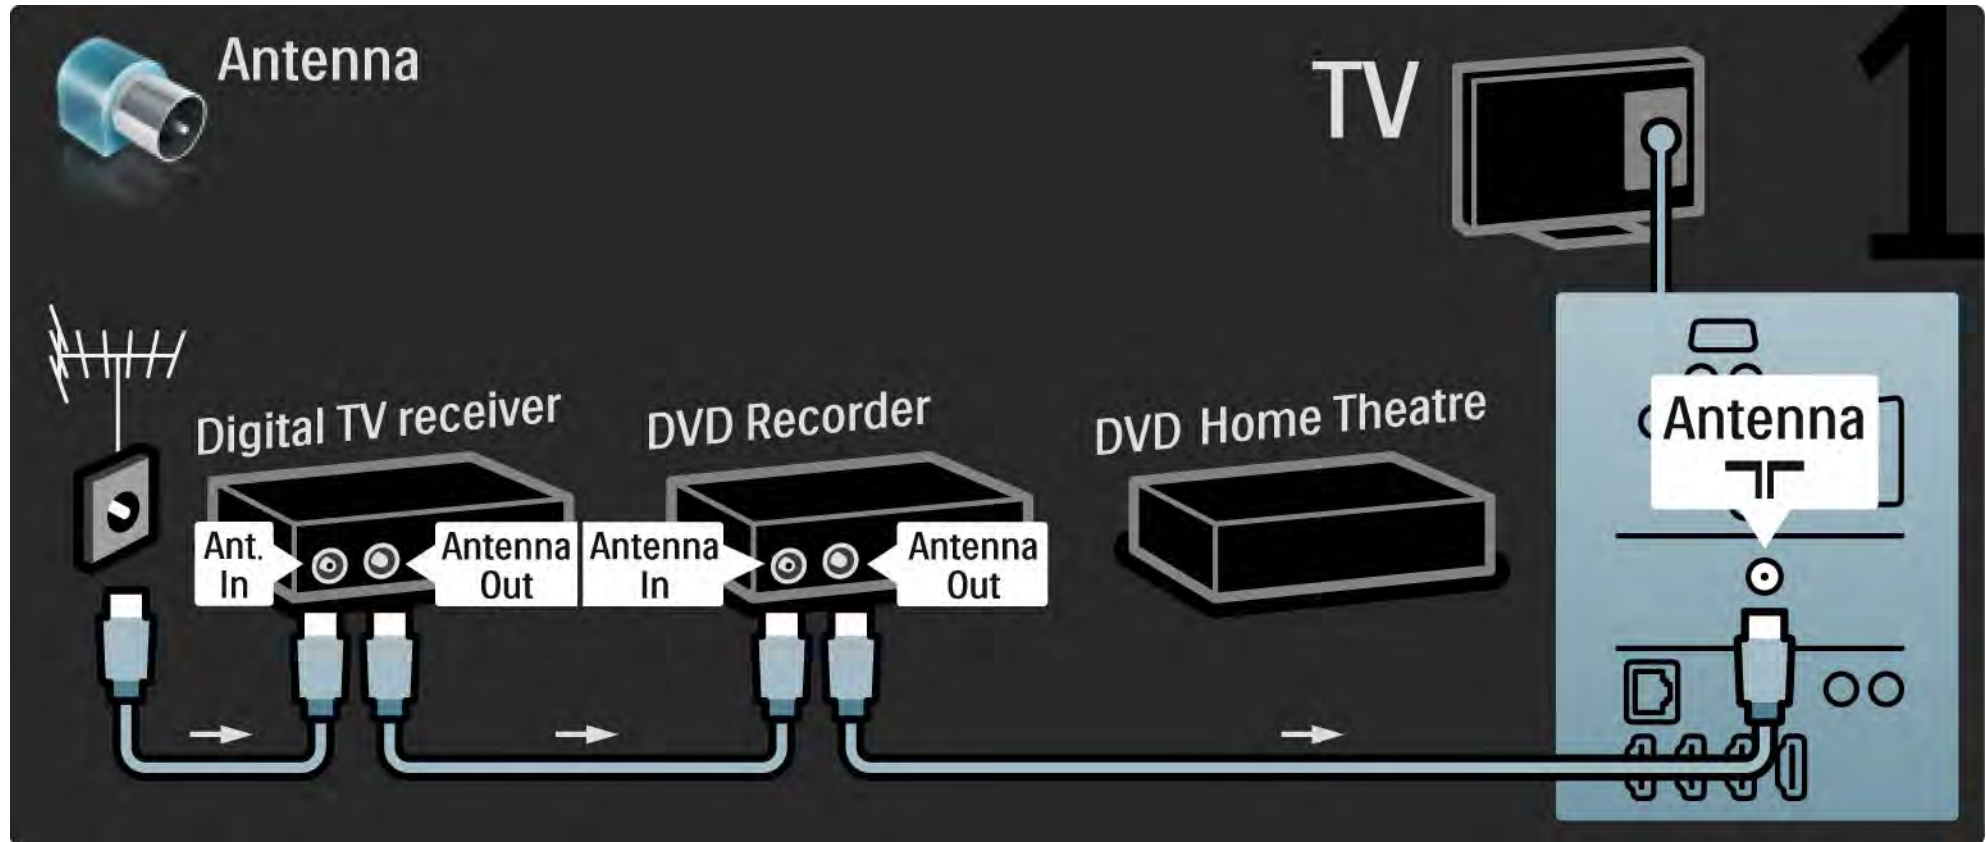 Antenna
TV
1
Digital TV receiver
DVD Recorder
DVD Home Theatre
Antenna
Ant.
In
Antenna
Out
Antenna
In
Antenna
Out